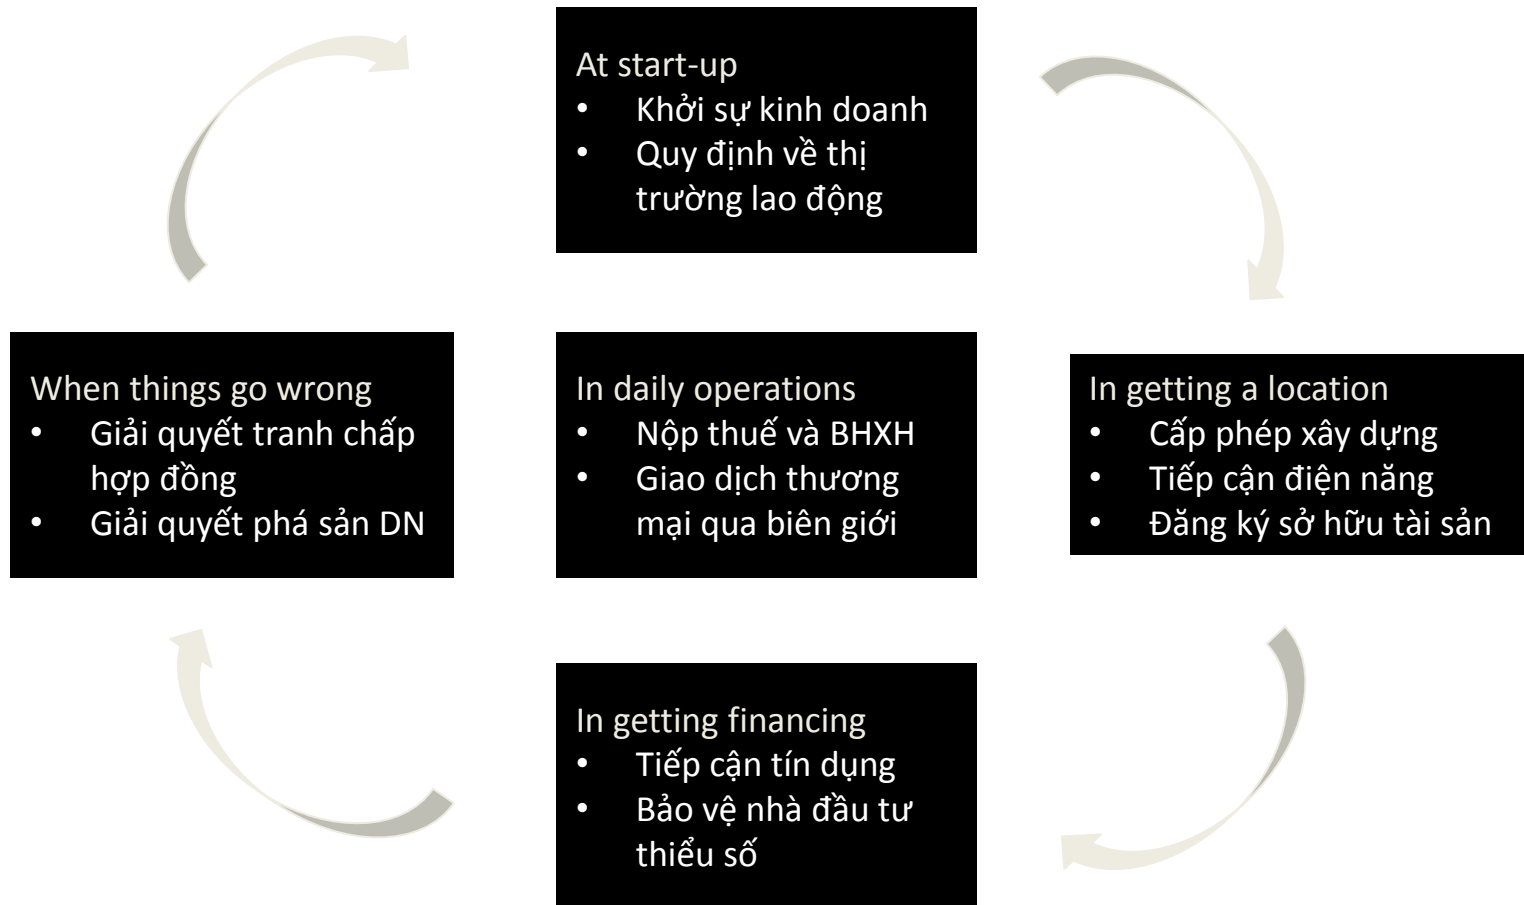 At start-up
• Khởi sự kinh doanh
• Quy định về thị
trường lao động
When things go wrong
• Giải quyết tranh chấp
hợp đồng
• Giải quyết phá sản DN
In daily operations
• Nộp thuế và BHXH
• Giao dịch thương
mại qua biên giới
In getting a location
• Cấp phép xây dựng
• Tiếp cận điện năng
• Đăng ký sở hữu tài sản
In getting financing
• Tiếp cận tín dụng
• Bảo vệ nhà đầu tư
thiểu số